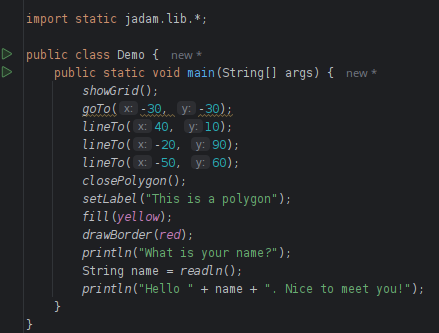 import static jadam.lib.*;
public class Demo { new *
public static void main(String[] args) { new *
showGrid();
goTo( x: -30, y: -30);
lineTo( x: 40, y: 10);
lineTo( x: -20, y: 90);
lineTo( x: -50, y: 60);
closePolygon();
setLabel("This is a polygon");
fill(yellow);
drawBorder(red);
println("What is your name?");
String name = readln();
println("Hello " + name + ". Nice to meet you!");
}
}